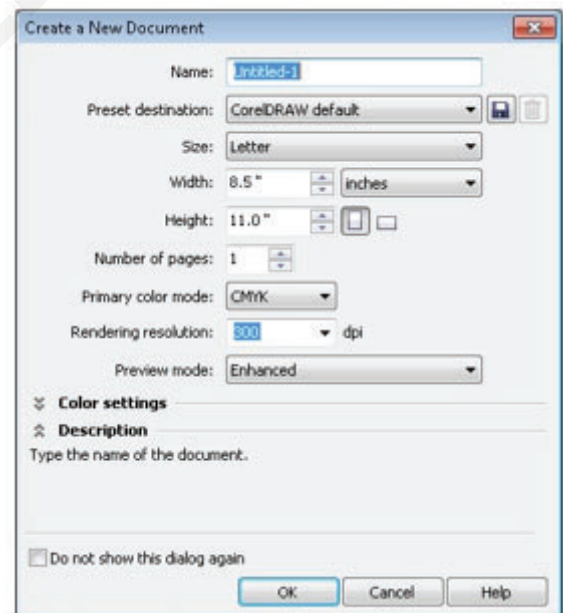 Create a New Document
Name: Untitled-1
Preset destination: CorelDRAW default
Size: Letter
Width: 8.5" inches
Height: 11.0"
Number of pages: 1
Primary color mode: CMYK
Rendering resolution: 300 dpi
Preview mode: Enhanced
Color settings
Description
Type the name of the document.
Do not show this dialog again
OK Cancel Help